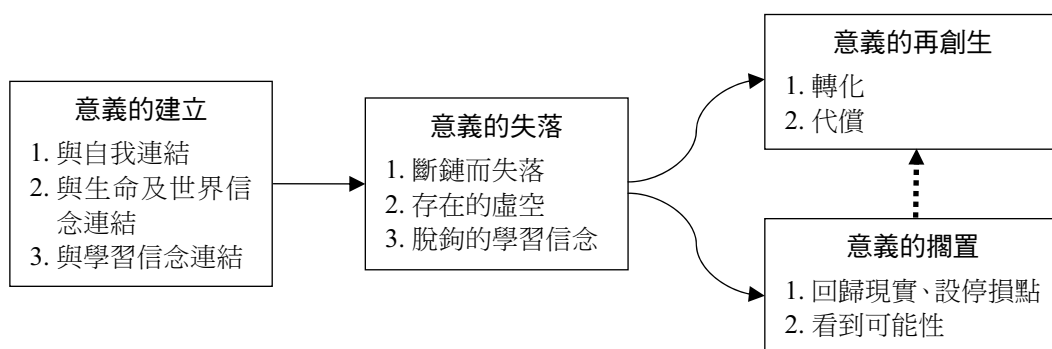 意義的建立
1. 與自我連結
2. 與生命及世界信
念連結
3. 與學習信念連結
意義的失落
1. 斷鏈而失落
2. 存在的虛空
3. 脫鉤的學習信念
意義的再創生
1. 轉化
2. 代償
意義的擱置
1. 回歸現實、設停損點
2. 看到可能性